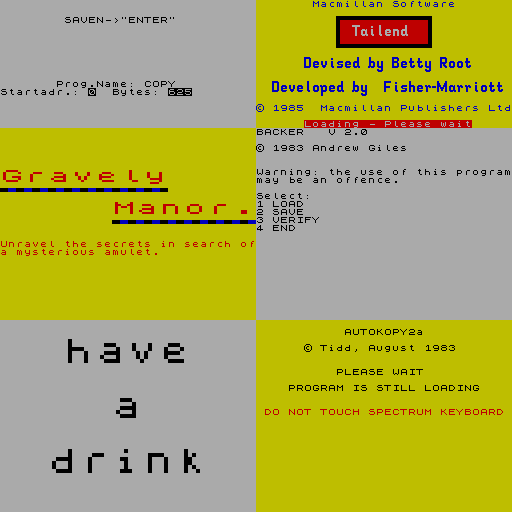 SAVEN->"ENTER"
Prog.Name: COPY
Startadr.: 0  Bytes: 625
Macmillan Software
Tailend
Devised by Betty Root
Developed by Fisher-Marriott
© 1985 Macmillan Publishers Ltd
Loading - Please wait
Gravely
Manor.
Unravel the secrets in search of
a mysterious amulet.
BACKER V 2.0
© 1983 Andrew Giles
Warning: the use of this program
may be an offence.
Select:
1 LOAD
2 SAVE
3 VERIFY
4 END
have
a
drink
AUTOKOPY2a
© Tidd, August 1983
PLEASE WAIT
PROGRAM IS STILL LOADING
DO NOT TOUCH SPECTRUM KEYBOARD